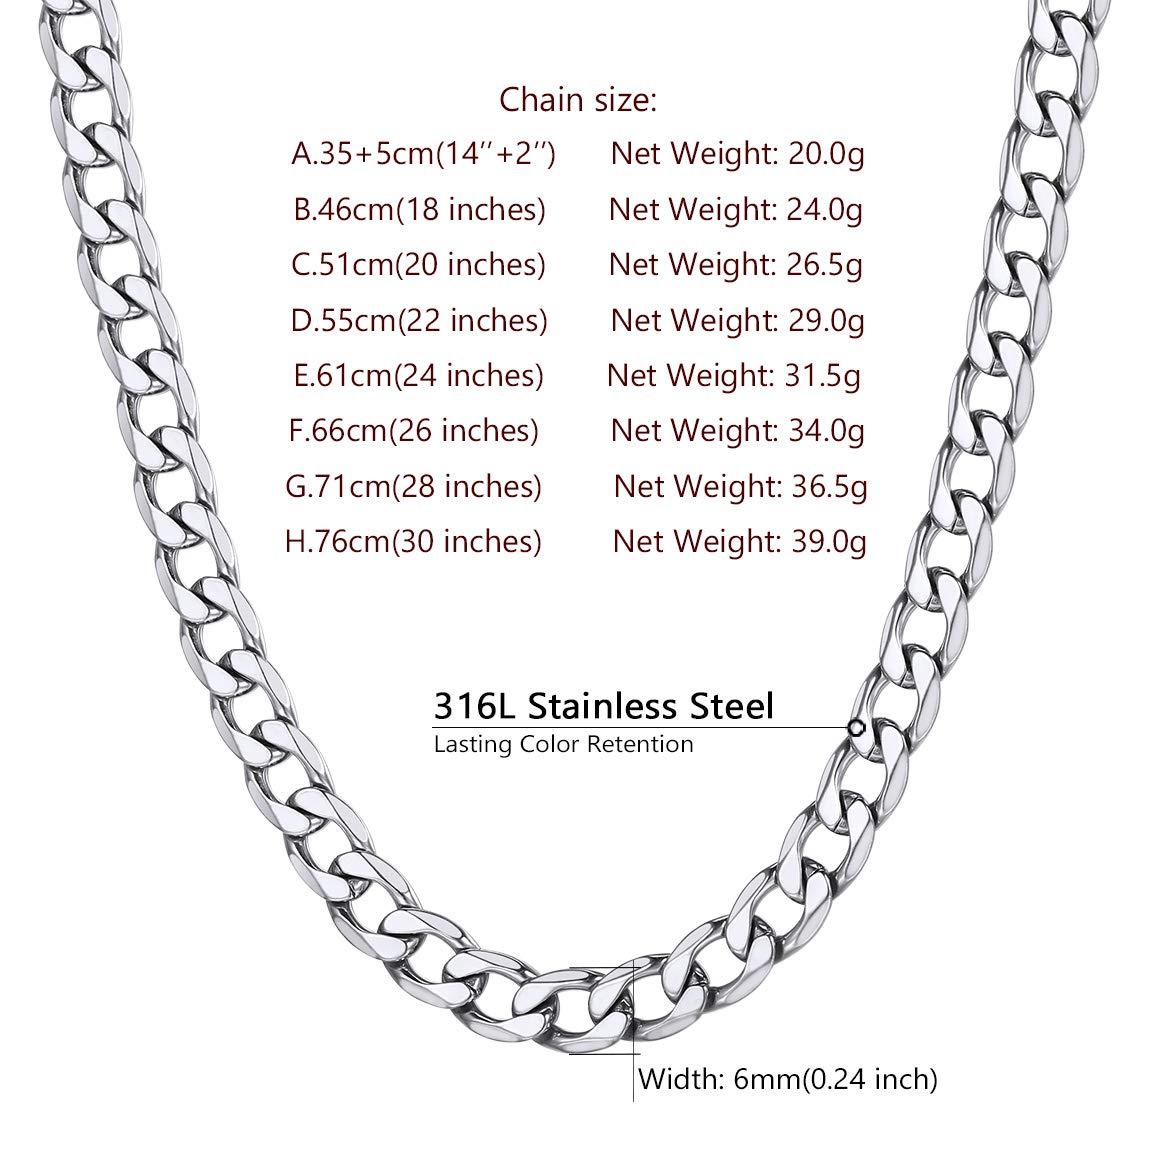 Chain size:
A.35+5cm(14’’+2’’) Net Weight: 20.0g
B.46cm(18 inches) Net Weight: 24.0g
C.51cm(20 inches) Net Weight: 26.5g
D.55cm(22 inches) Net Weight: 29.0g
E.61cm(24 inches) Net Weight: 31.5g
F.66cm(26 inches) Net Weight: 34.0g
G.71cm(28 inches) Net Weight: 36.5g
H.76cm(30 inches) Net Weight: 39.0g
316L Stainless Steel
Lasting Color Retention
Width: 6mm(0.24 inch)